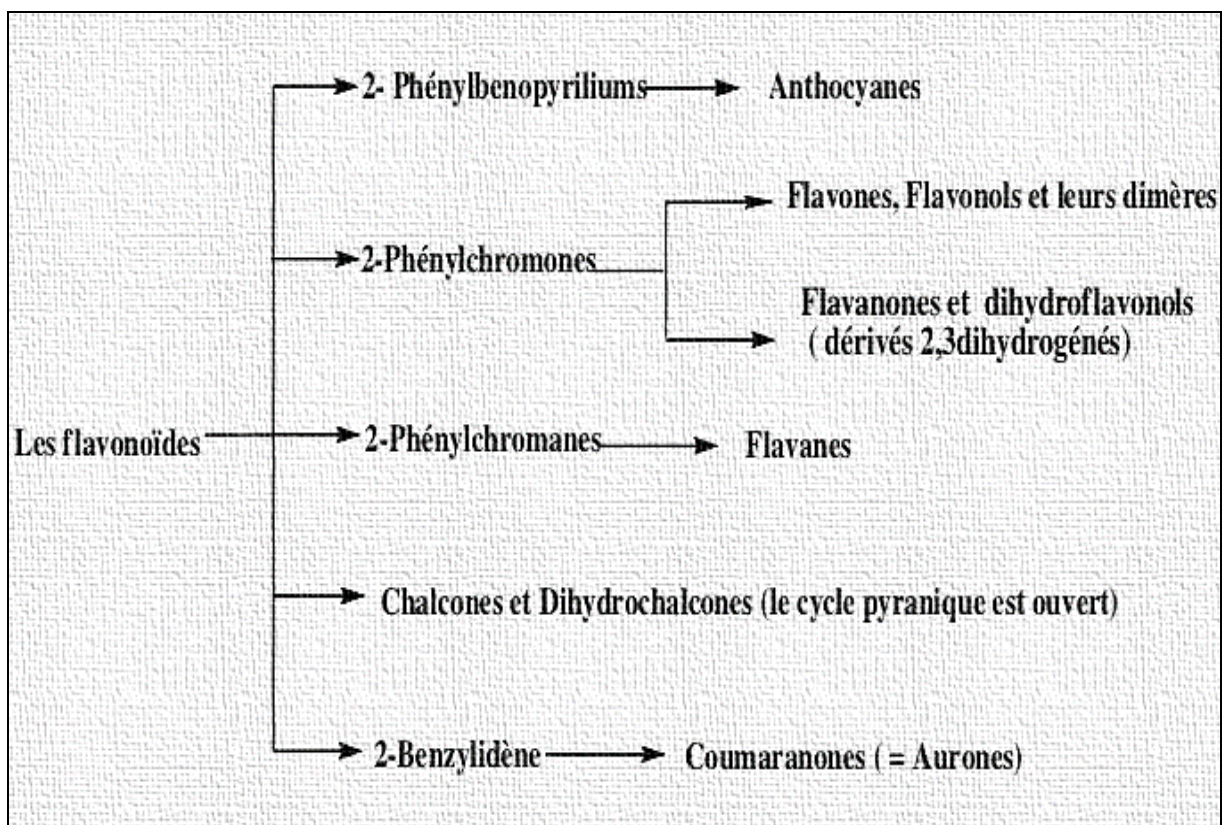 2- Phénylbenopyriliums Anthocyanes
Flavones, Flavonols et leurs dimères
2-Phénylchromones
Flavanones et dihydroflavonols
( dérivés 2,3dihydrogénés)
Les flavonoïdes 2-Phénylchromanes Flavanes
Chalcones et Dihydrochalcones (le cycle pyranique est ouvert)
2-Benzylidène Coumaranones ( = Aurones)